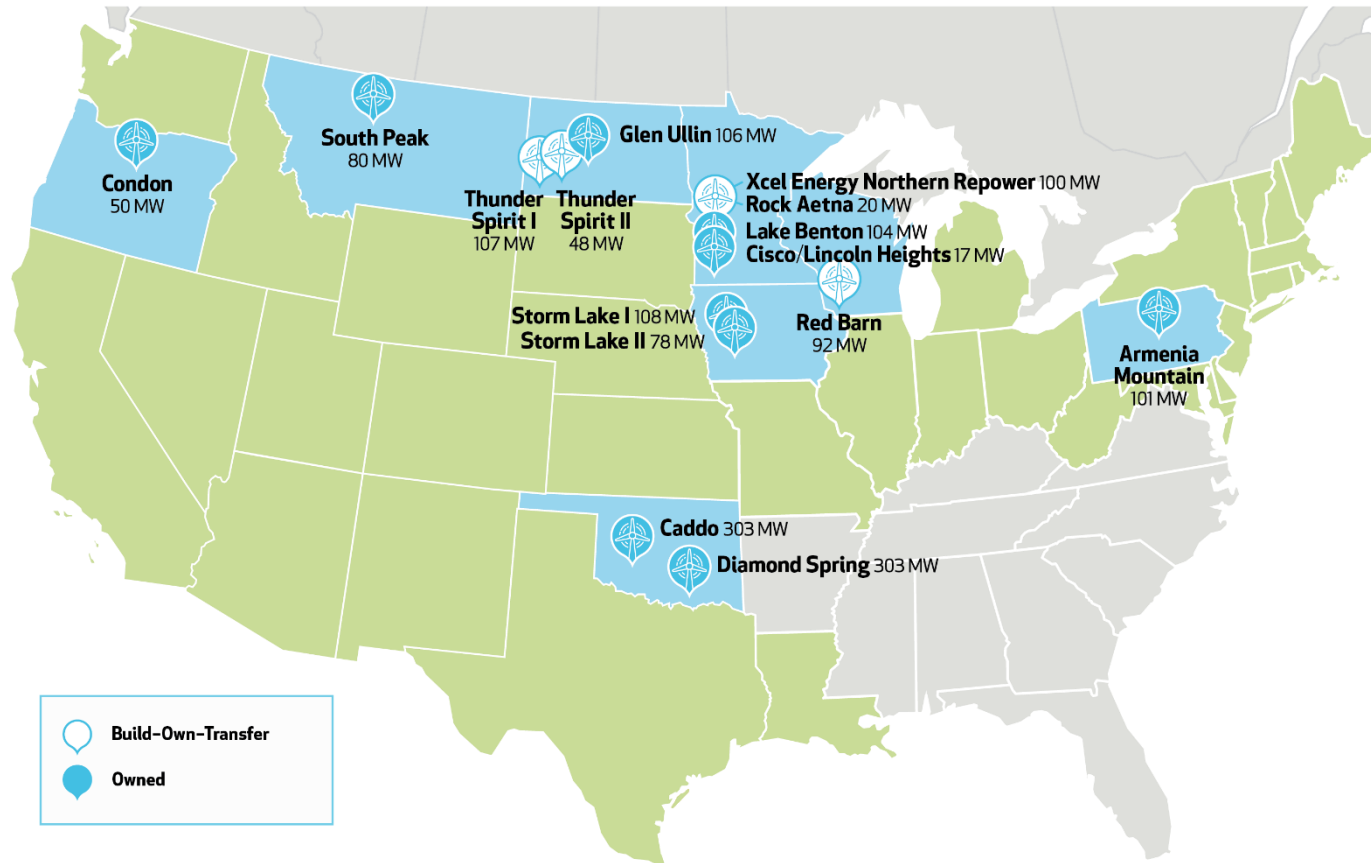 South Peak
80 MW
Condon
50 MW
Glen Ullin 106 MW
Thunder
Spirit I
107 MW
Thunder
Spirit II
48 MW
Xcel Energy Northern Repower 100 MW
Rock Aetna 20 MW
Lake Benton 104 MW
Cisco/Lincoln Heights 17 MW
Storm Lake I 108 MW
Storm Lake II 78 MW
Red Barn
92 MW
Armenia
Mountain
101 MW
Caddo 303 MW
Diamond Spring 303 MW
Build-Own-Transfer
Owned